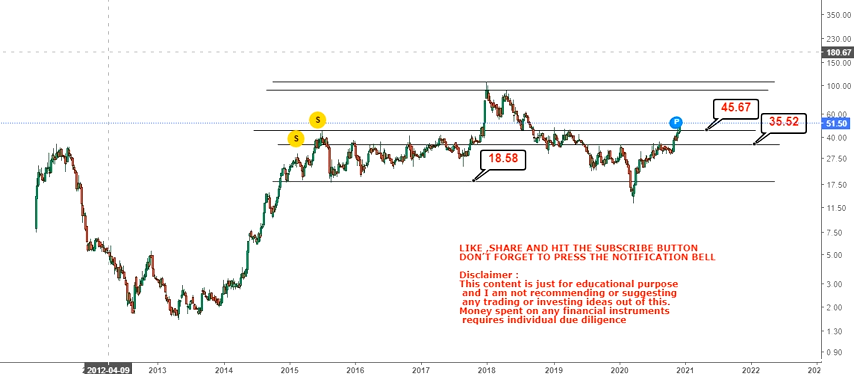 350.00
230.00
180.67
150.00
100.00
60.00
51.50
40.00
27.50
17.50
11.50
7.50
5.00
3.00
2.00
1.30
0.90
S
S
P
45.67
35.52
18.58
LIKE ,SHARE AND HIT THE SUBSCRIBE BUTTON
DON'T FORGET TO PRESS THE NOTIFICATION BELL
Disclaimer :
This content is just for educational purpose
and I am not recommending or suggesting
any trading or investing ideas out of this.
Money spent on any financial instruments
requires individual due diligence
2 2012-04-09 2013 2014 2015 2016 2017 2018 2019 2020 2021 2022 202